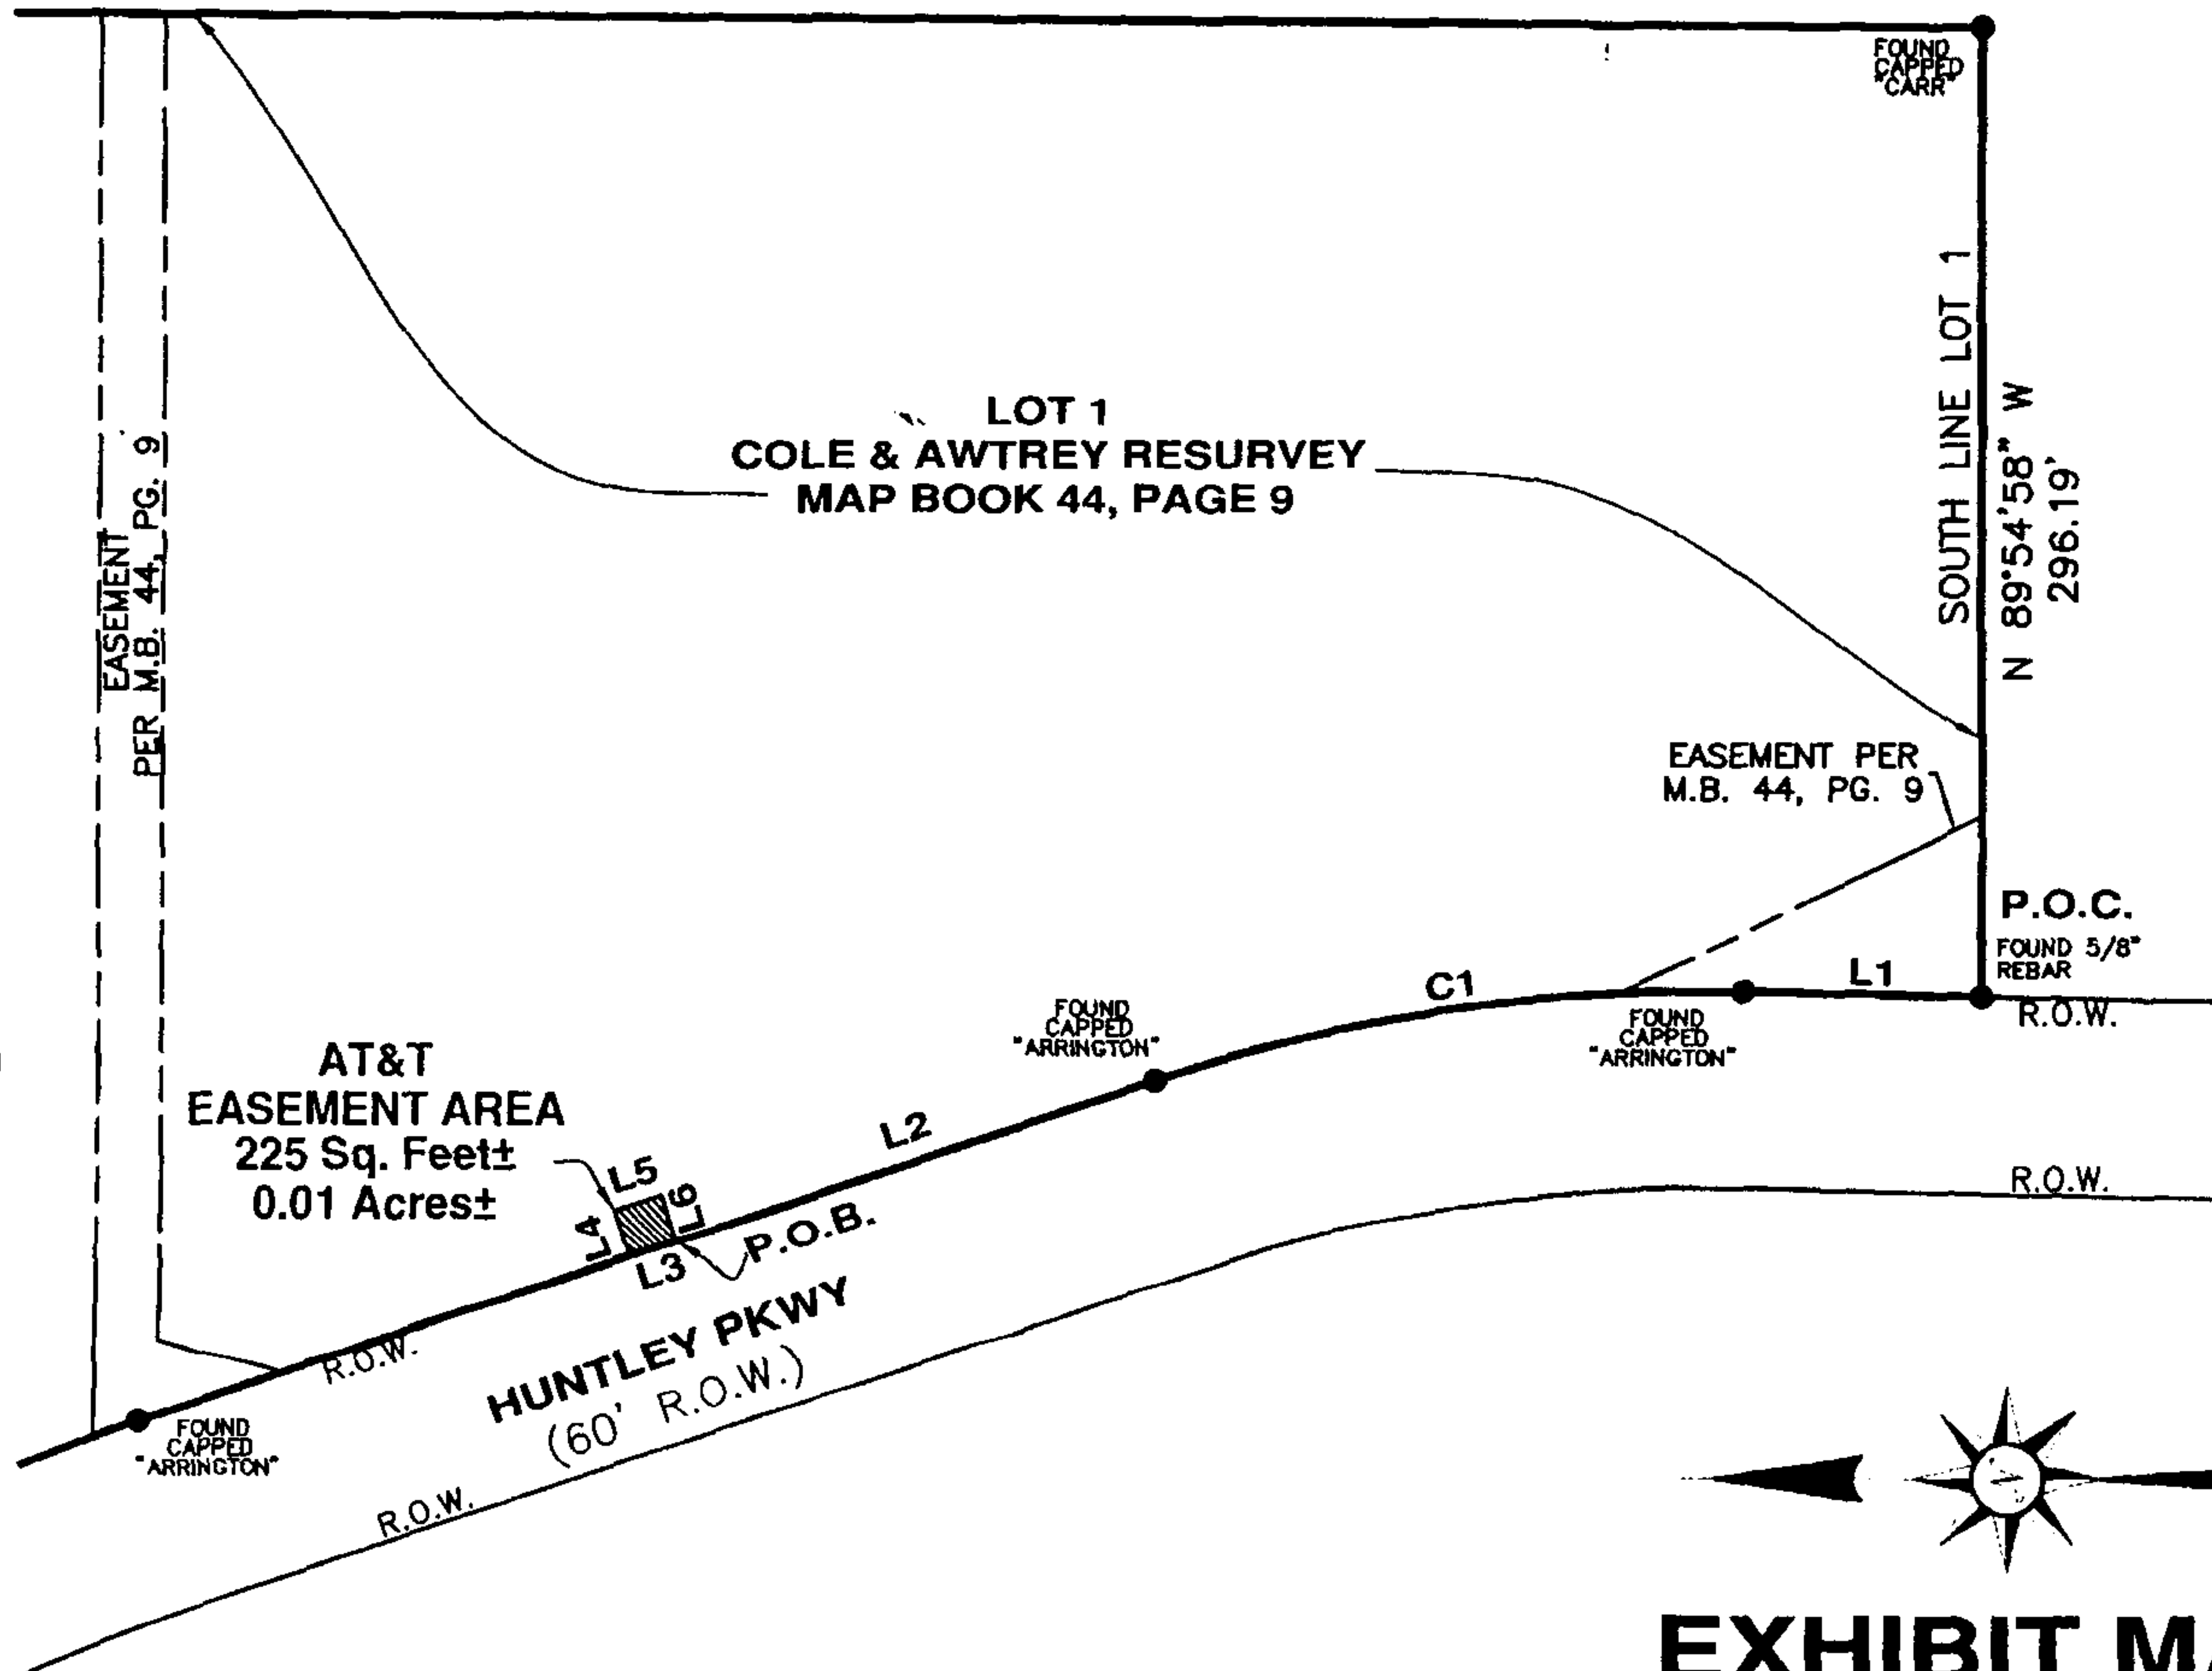 FOUND
CAPPED
"CARR"
SOUTH LINE LOT 1
N 89°54'58" W
296.19'
LOT 1
COLE & AWTREY RESURVEY
MAP BOOK 44, PAGE 9
EASEMENT
PER M.B. 44, PG. 9
EASEMENT PER
M.B. 44, PG. 9
P.O.C.
FOUND 5/8"
REBAR
L1
R.O.W.
C1
FOUND
CAPPED
"ARRINGTON"
FOUND
CAPPED
"ARRINGTON"
AT&T
EASEMENT AREA
225 Sq. Feet±
0.01 Acres±
L2
L5
L4
L6
L3
P.O.B.
R.O.W.
HUNTLEY PKWY
(60' R.O.W.)
R.O.W.
FOUND
CAPPED
"ARRINGTON"
R.O.W.
EXHIBIT MA